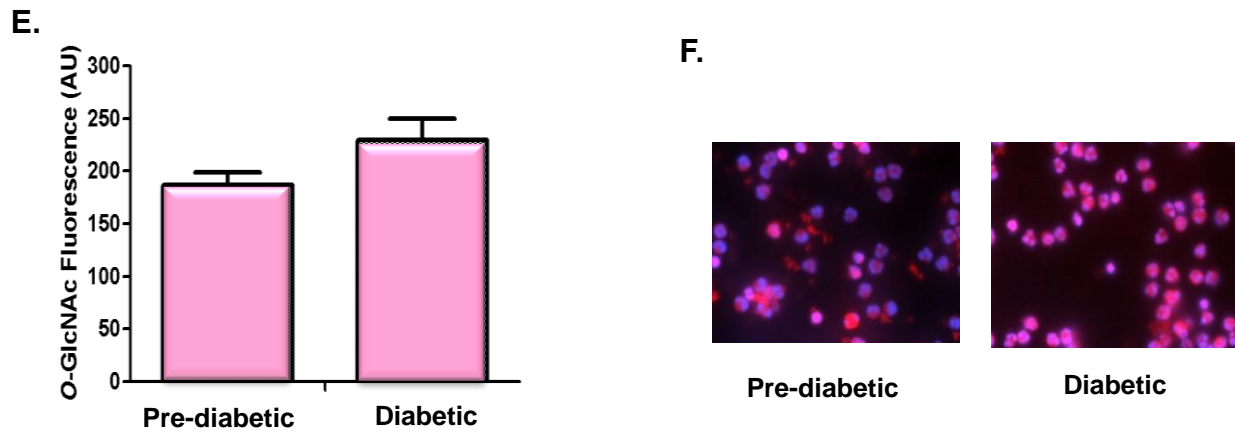 E.
O-GlcNAc Fluorescence (AU)
300
250
200
150
100
50
0
Pre-diabetic
Diabetic
F.
Pre-diabetic
Diabetic